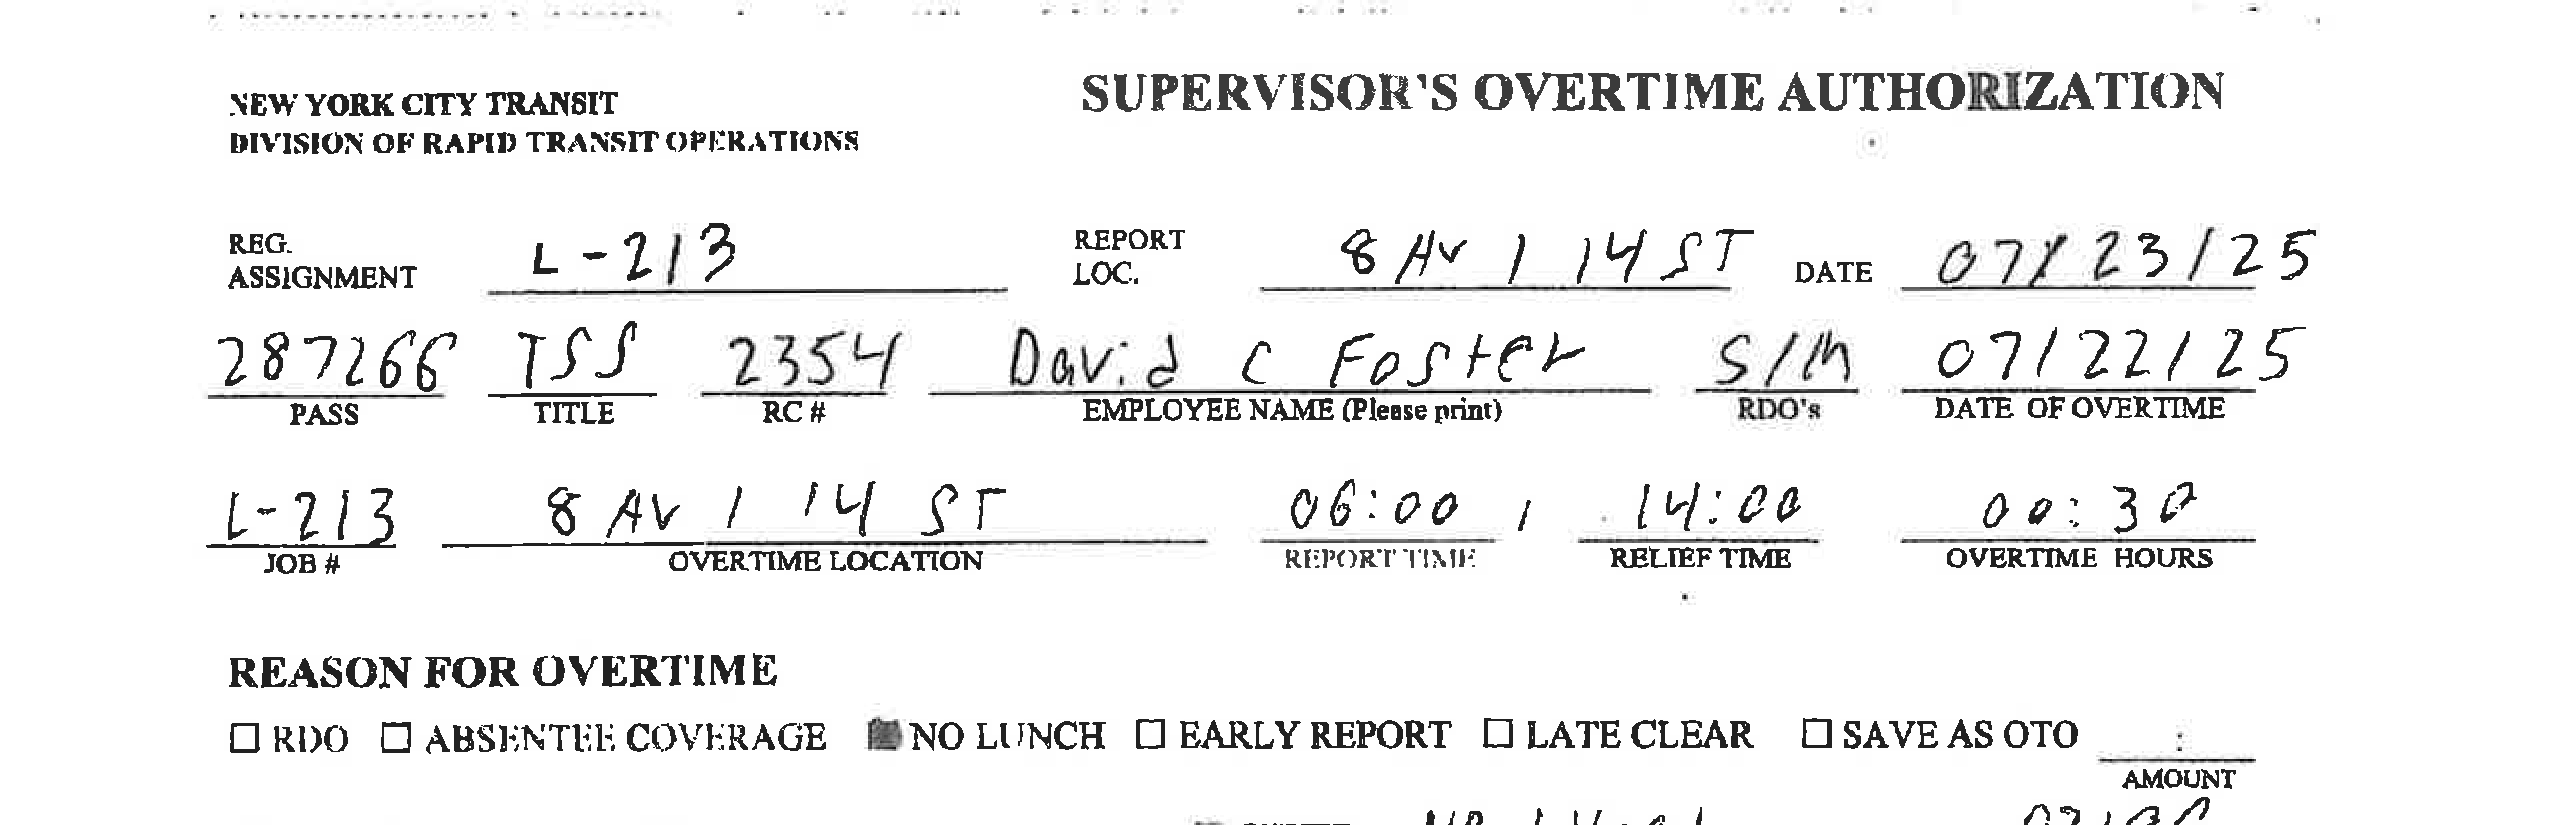 NEW YORK CITY TRANSIT
DIVISION OF RAPID TRANSIT OPERATIONS
SUPERVISOR'S OVERTIME AUTHORIZATION
REG. ASSIGNMENT L-213 REPORT LOC. 8 AV / 14 ST DATE 07/23/25
287266 TSS 2354 David C Foster S/M 07/22/25
PASS TITLE RC # EMPLOYEE NAME (Please print) RDO's DATE OF OVERTIME
L-213 8 AV / 14 ST 06:00 / 14:00 00:30
JOB # OVERTIME LOCATION REPORT TIME RELIEF TIME OVERTIME HOURS
REASON FOR OVERTIME
☐ RDO ☐ ABSENTEE COVERAGE ■ NO LUNCH ☐ EARLY REPORT ☐ LATE CLEAR ☐ SAVE AS OTO :
AMOUNT